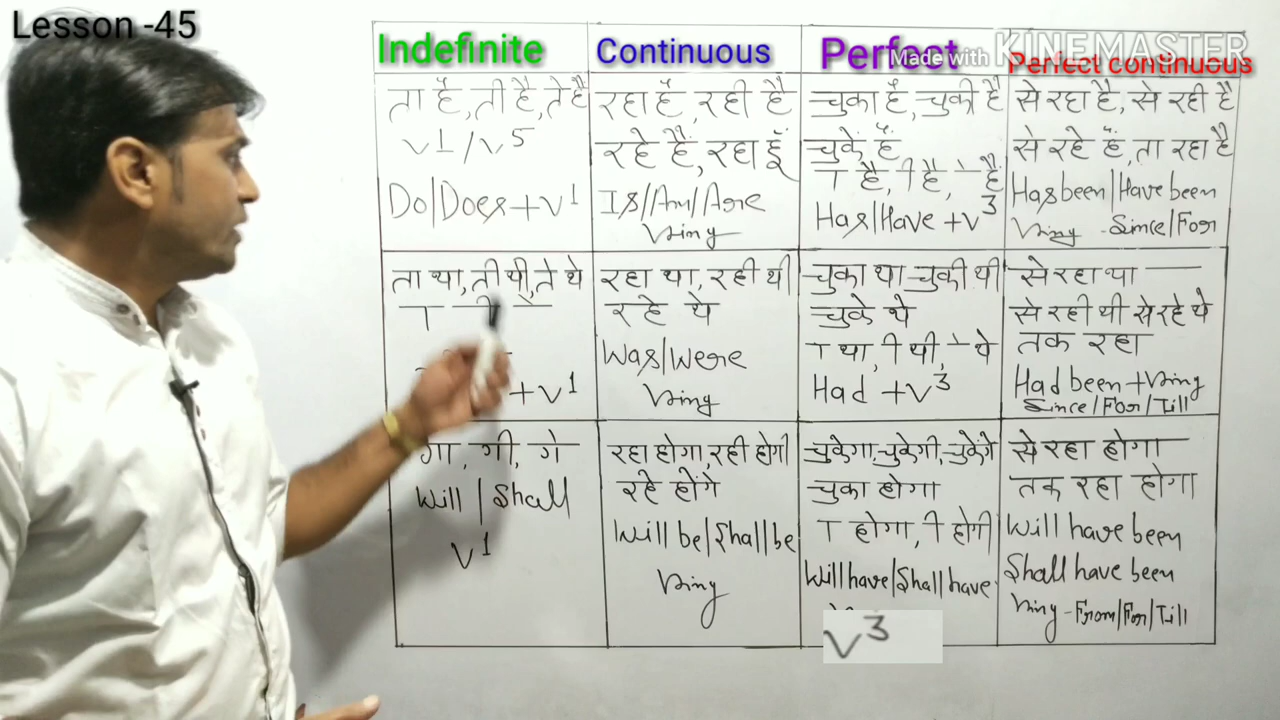 Lesson -45
Made with KINEMASTER
Indefinite
Continuous
Perfect
Perfect continuous
ता है, ती है, ते हैं
V1/V5
Do/Does+V1
रहा है, रही है
रहे हैं, रहा हूँ
Is/Am/Are
Ving
चुका है, चुकी है
चुकें हैं
ा है, ी है, े हैं
Has/Have +V3
से रहा है, से रही है
से रहे हैं, ता रहा है
Has been/Have been
Ving -Since/For
ता था, ती थी, ते थे
ा ी े
+V1
रहा था, रही थी
रहे थे
Was/Were
Ving
चुका था चुकी थी
चुके थे
ा था, ी थी, े थे
Had +V3
से रहा था
से रही थी से रहे थे
तक रहा
Had been +Ving
Since/For/Till
गा, गी, गे
Will/Shall
V1
रहा होगा, रही होगी
रहे होंगे
Will be/Shall be
Ving
चुकेगा, चुकेगी, चुकेंगे
चुका होगा
ा होगा, ी होगी
Will have/Shall have
V3
से रहा होगा
तक रहा होगा
Will have been
Shall have been
Ving -From/For/Till